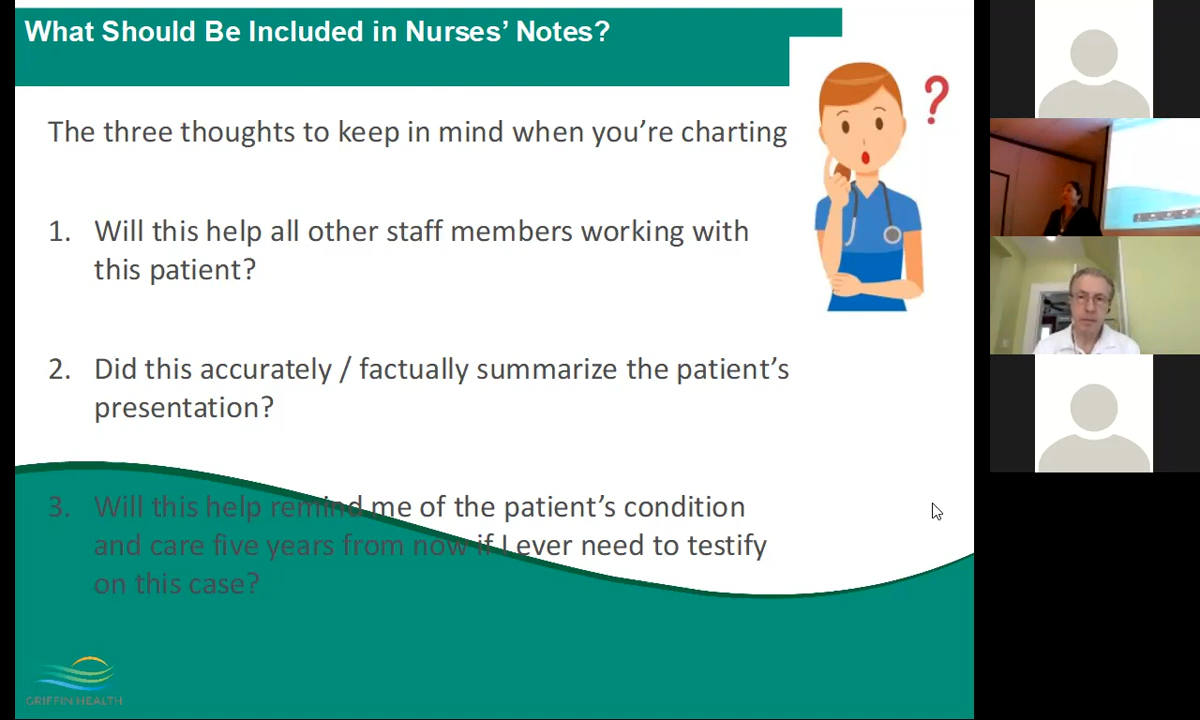 What Should Be Included in Nurses’ Notes?
The three thoughts to keep in mind when you’re charting
1. Will this help all other staff members working with
this patient?
2. Did this accurately / factually summarize the patient’s
presentation?
3. Will this help remind me of the patient’s condition
and care five years from now if I ever need to testify
on this case?
?
GRIFFIN HEALTH